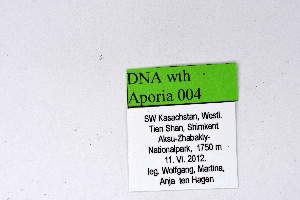 DNA wth
Aporia 004
SW Kasachstan, Westl.
Tien Shan, Shimkent
Aksu-Zhabakly-
Nationalpark, 1750 m
11. VI. 2012.
leg. Wolfgang, Martina,
Anja ten Hagen